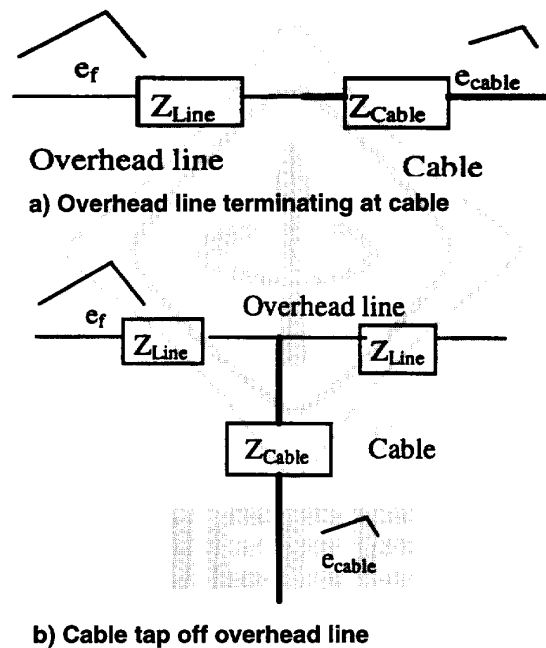 e_f
Z_Line
Z_Cable
e_cable
Overhead line
Cable
a) Overhead line terminating at cable
e_f
Overhead line
Z_Line
Z_Line
Z_Cable
Cable
e_cable
b) Cable tap off overhead line